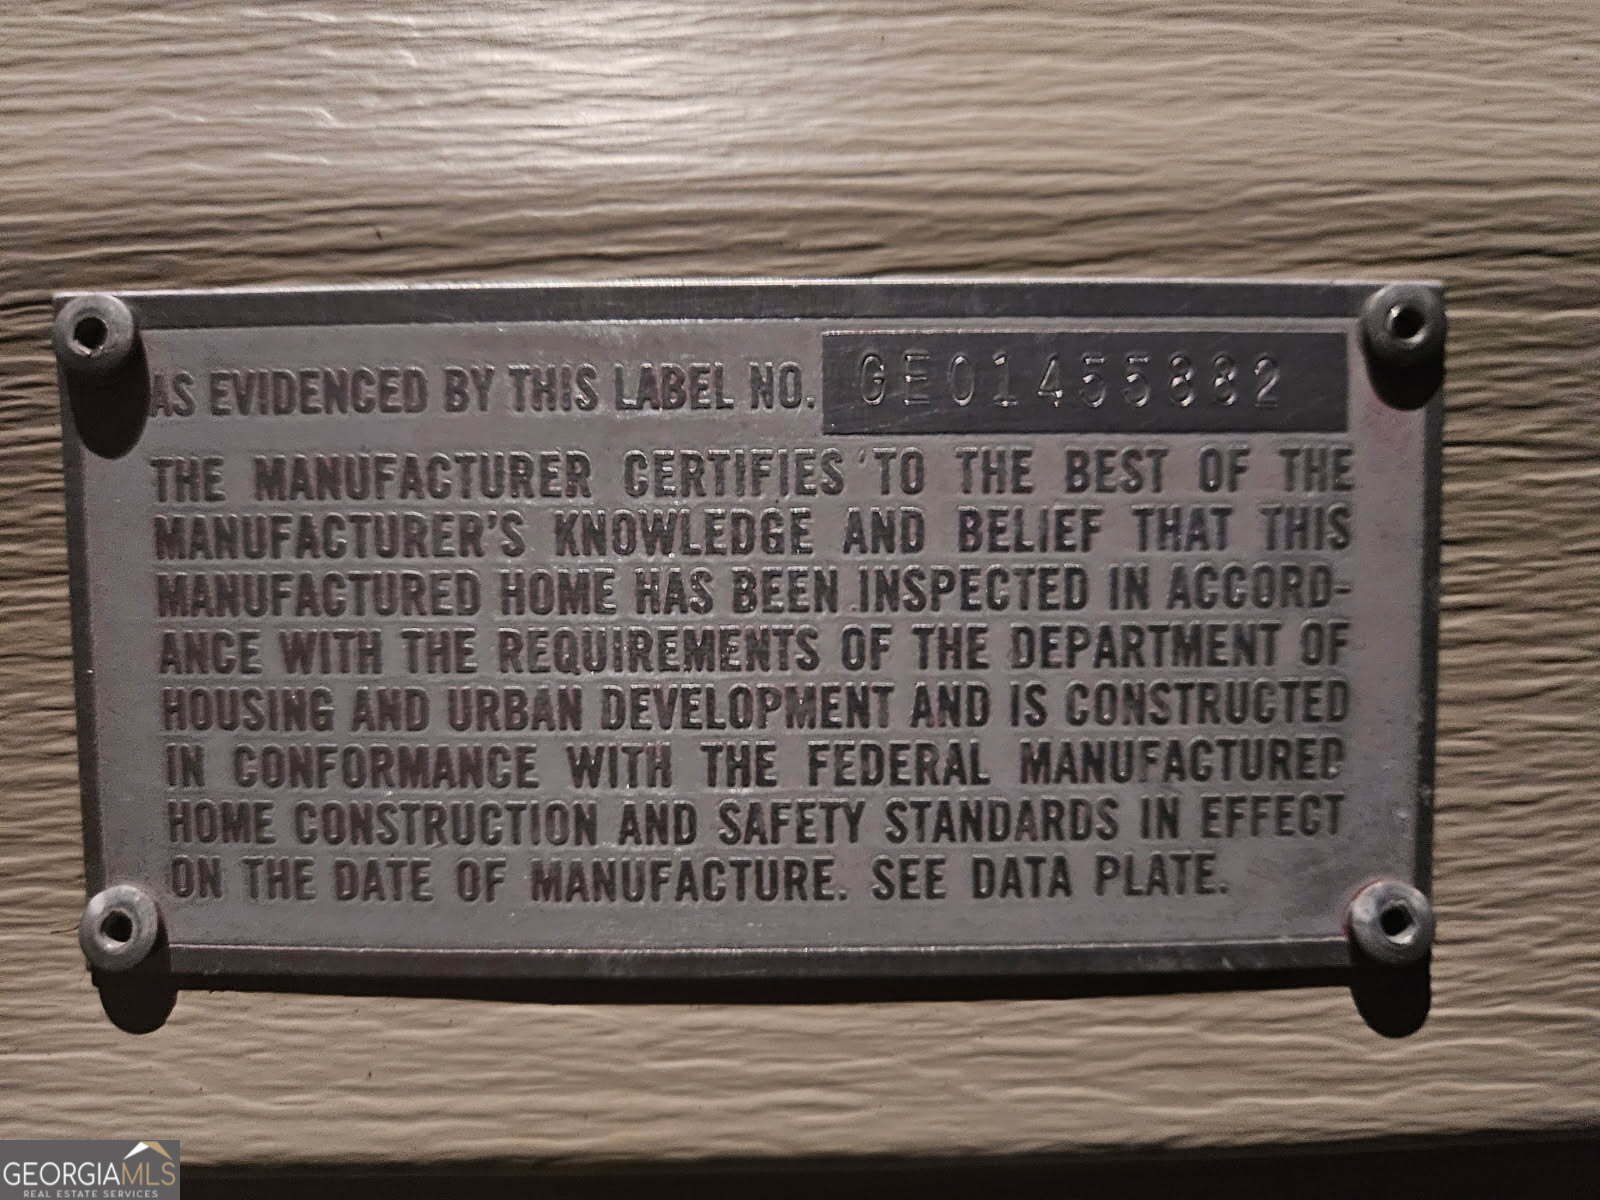 AS EVIDENCED BY THIS LABEL NO. GE01455882
THE MANUFACTURER CERTIFIES TO THE BEST OF THE
MANUFACTURER'S KNOWLEDGE AND BELIEF THAT THIS
MANUFACTURED HOME HAS BEEN INSPECTED IN ACCORD-
ANCE WITH THE REQUIREMENTS OF THE DEPARTMENT OF
HOUSING AND URBAN DEVELOPMENT AND IS CONSTRUCTED
IN CONFORMANCE WITH THE FEDERAL MANUFACTURED
HOME CONSTRUCTION AND SAFETY STANDARDS IN EFFECT
ON THE DATE OF MANUFACTURE. SEE DATA PLATE.
GEORGIAMLS
REAL ESTATE SERVICES